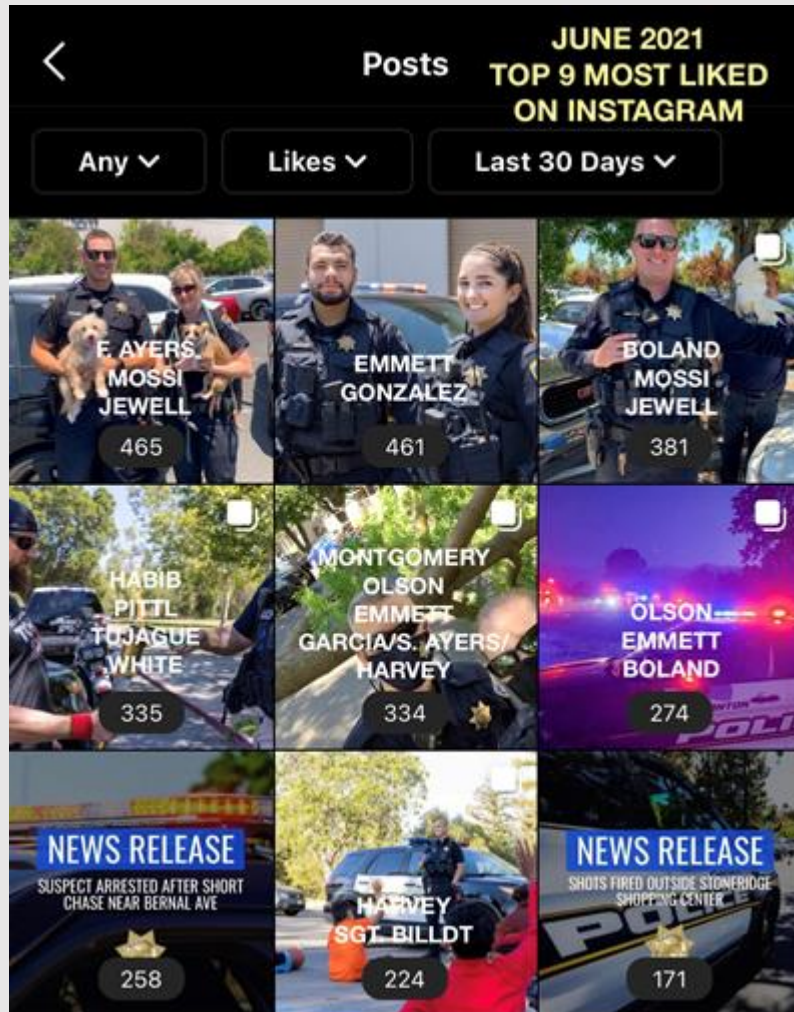 Posts
JUNE 2021
TOP 9 MOST LIKED
ON INSTAGRAM
Any
Likes
Last 30 Days
F. AYERS
MOSSI
JEWELL
465
EMMETT
GONZALEZ
461
BOLAND
MOSSI
JEWELL
381
HABIB
PITTL
TUJAGUE
WHITE
335
MONTGOMERY
OLSON
EMMETT
GARCIA/S. AYERS/
HARVEY
334
OLSON
EMMETT
BOLAND
POLI
274
NEWS RELEASE
SUSPECT ARRESTED AFTER SHORT
CHASE NEAR BERNAL AVE
258
HARVEY
SGT. BILLDT
224
NEWS RELEASE
SHOTS FIRED OUTSIDE STONERIDGE
SHOPPING CENTER
POLICE
171